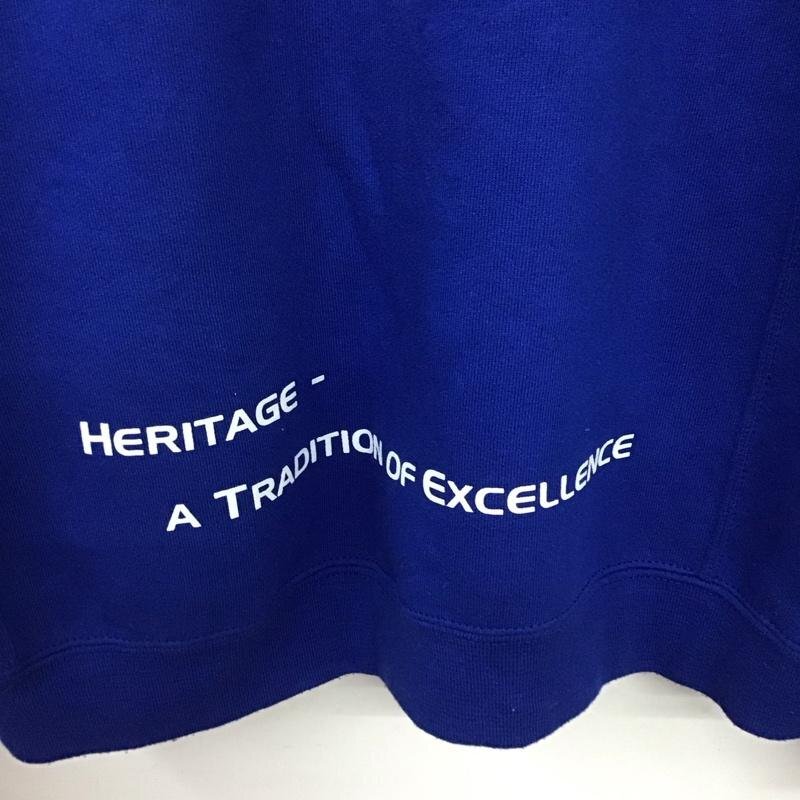 HERITAGE -
A TRADITION OF EXCELLENCE